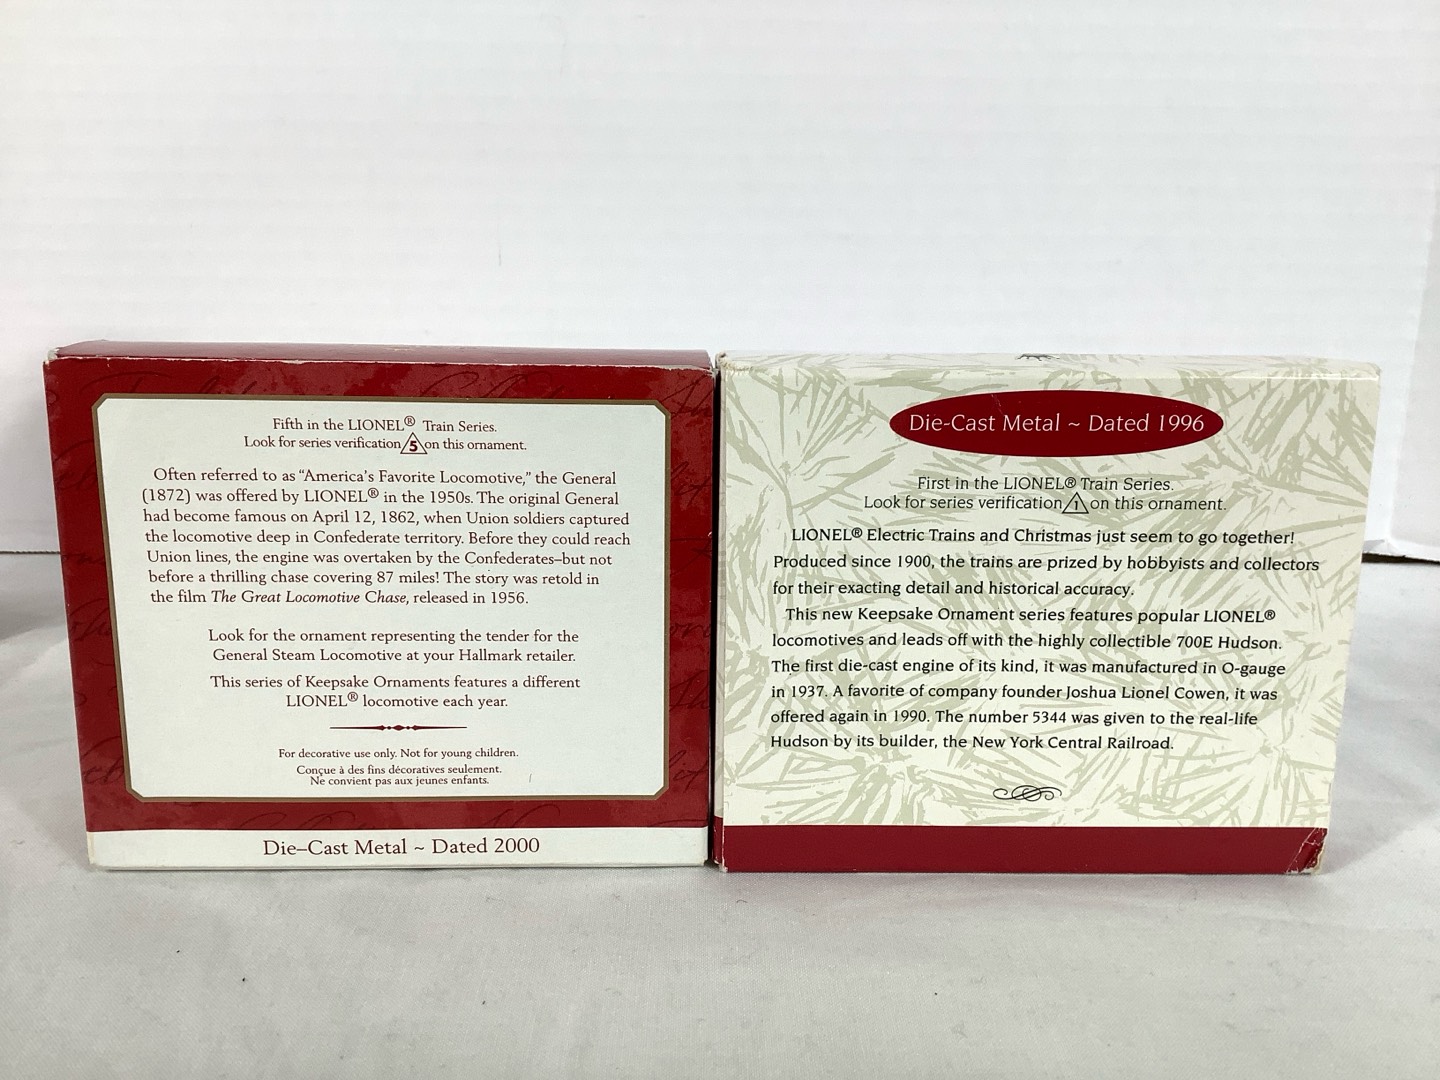 Fifth in the LIONEL® Train Series.
Look for series verification 5 on this ornament.
Often referred to as "America's Favorite Locomotive," the General
(1872) was offered by LIONEL® in the 1950s. The original General
had become famous on April 12, 1862, when Union soldiers captured
the locomotive deep in Confederate territory. Before they could reach
Union lines, the engine was overtaken by the Confederates–but not
before a thrilling chase covering 87 miles! The story was retold in
the film The Great Locomotive Chase, released in 1956.
Look for the ornament representing the tender for the
General Steam Locomotive at your Hallmark retailer.
This series of Keepsake Ornaments features a different
LIONEL® locomotive each year.
For decorative use only. Not for young children.
Conçue à des fins décoratives seulement.
Ne convient pas aux jeunes enfants.
Die–Cast Metal ~ Dated 2000
Die-Cast Metal ~ Dated 1996
First in the LIONEL® Train Series.
Look for series verification 1 on this ornament.
LIONEL® Electric Trains and Christmas just seem to go together!
Produced since 1900, the trains are prized by hobbyists and collectors
for their exacting detail and historical accuracy.
This new Keepsake Ornament series features popular LIONEL®
locomotives and leads off with the highly collectible 700E Hudson.
The first die-cast engine of its kind, it was manufactured in O-gauge
in 1937. A favorite of company founder Joshua Lionel Cowen, it was
offered again in 1990. The number 5344 was given to the real-life
Hudson by its builder, the New York Central Railroad.